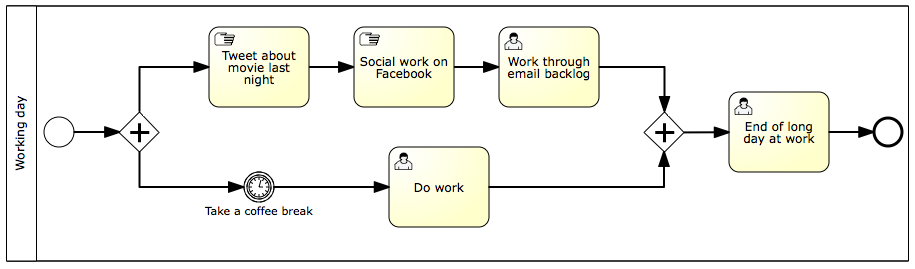 Working day
Tweet about
movie last
night
Social work on
Facebook
Work through
email backlog
Take a coffee break
Do work
End of long
day at work